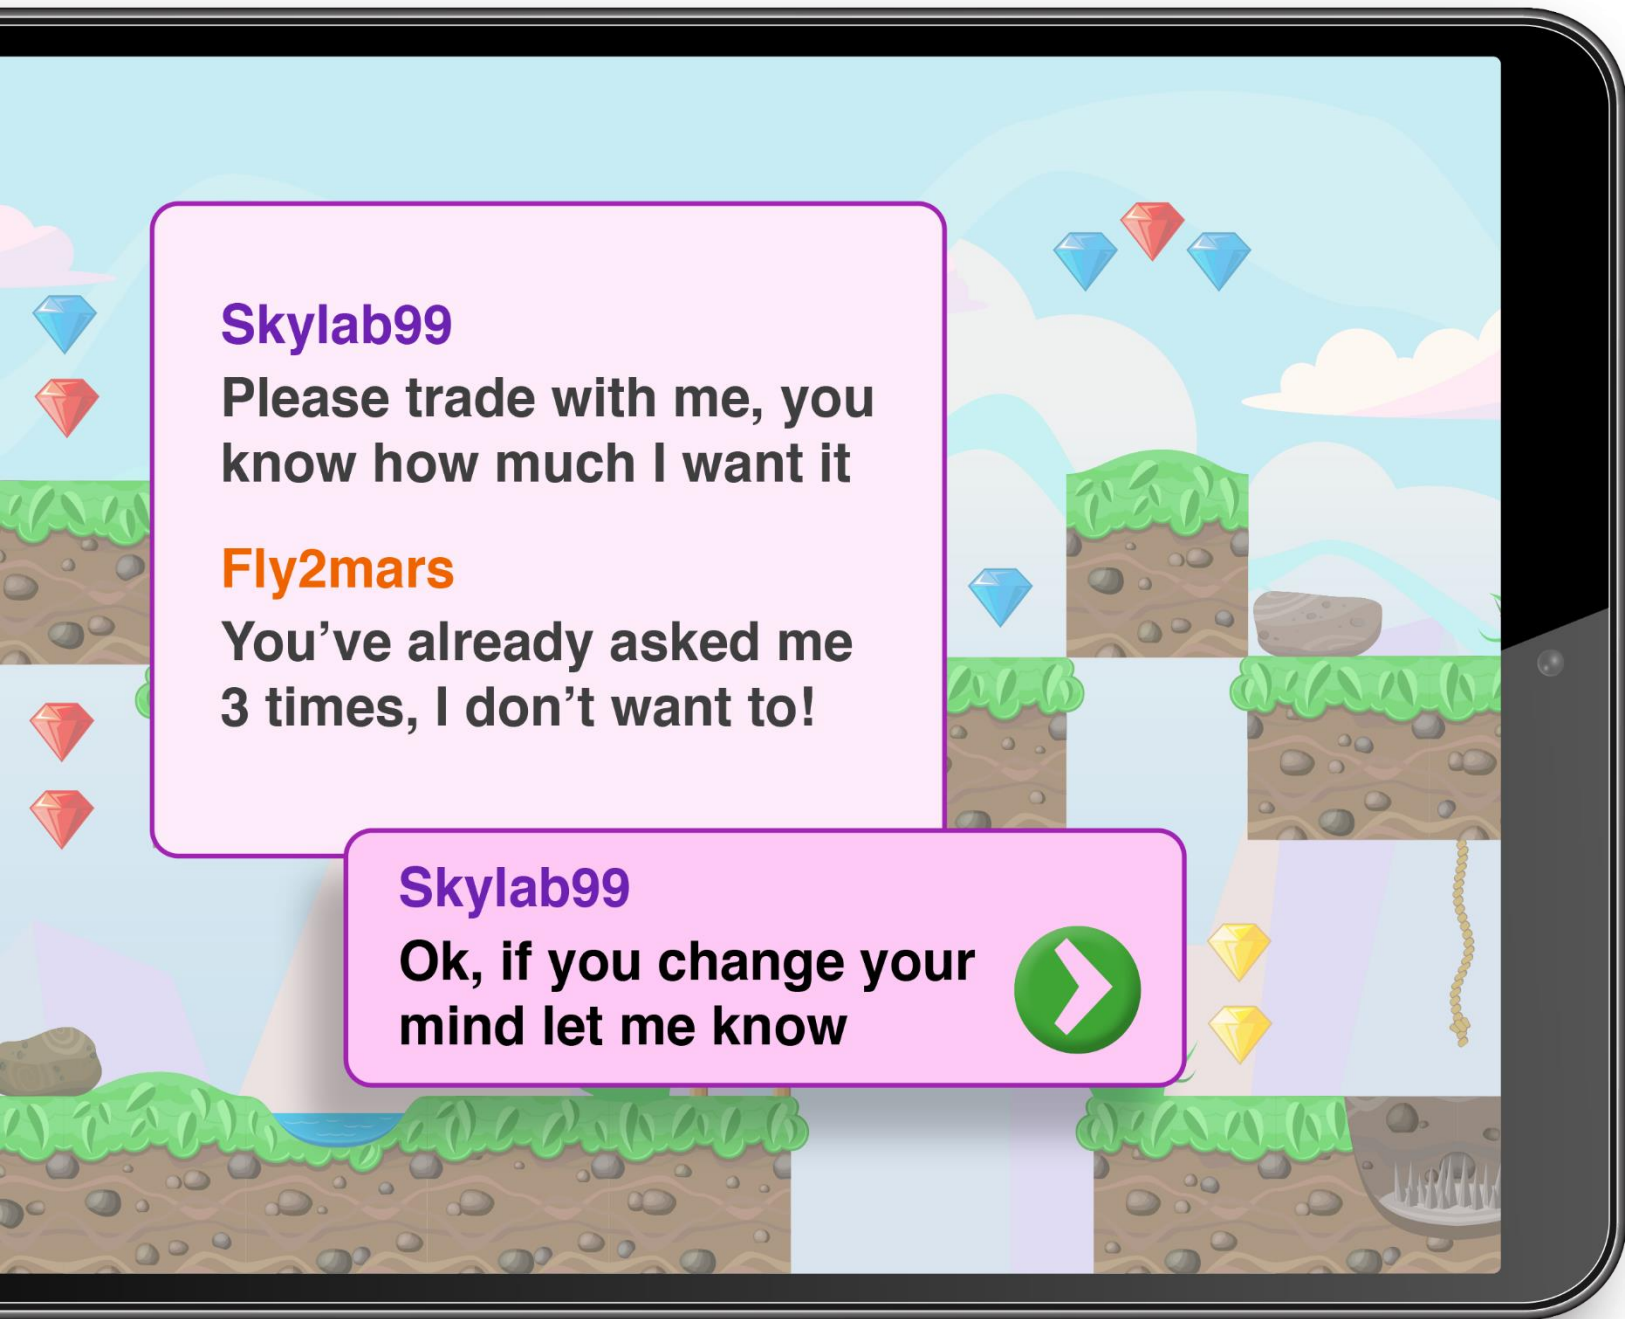 Skylab99
Please trade with me, you
know how much I want it
Fly2mars
You’ve already asked me
3 times, I don’t want to!
Skylab99
Ok, if you change your
mind let me know